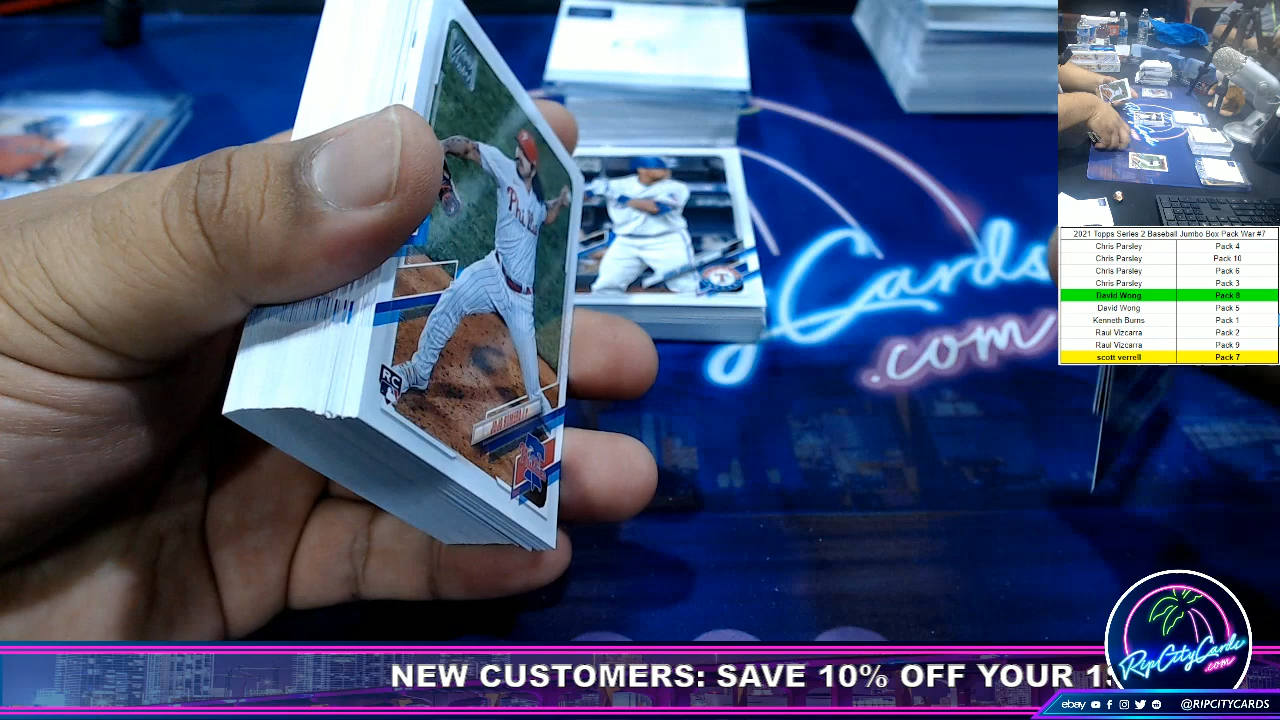 Cards
.com
Phi
RC
2021 Topps Series 2 Baseball Jumbo Box Pack War #7
Chris Parsley Pack 4
Chris Parsley Pack 10
Chris Parsley Pack 6
Chris Parsley Pack 3
David Wong Pack 8
David Wong Pack 5
Kenneth Burns Pack 1
Raul Vizcarra Pack 2
Raul Vizcarra Pack 9
scott verrell Pack 7
NEW CUSTOMERS: SAVE 10% OFF YOUR 1
RipCityCards
.com
ebay @RIPCITYCARDS